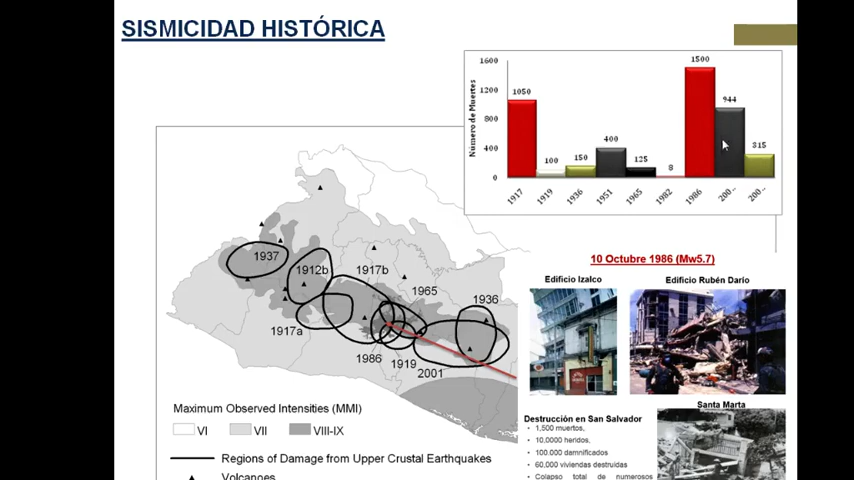 SISMICIDAD HISTÓRICA
Número de Muertes
1600
1200
800
400
0
1050
100
150
400
125
8
1500
944
315
1917
1919
1936
1951
1965
1982
1986
200..
200..
1937
1912b
1917b
1965
1936
1917a
1986
1919
2001
Maximum Observed Intensities (MMI)
VI
VII
VIII-IX
Regions of Damage from Upper Crustal Earthquakes
Volcanoes
10 Octubre 1986 (Mw5.7)
Edificio Izalco
Edificio Rubén Darío
Santa Marta
Destrucción en San Salvador
• 1,500 muertos,
• 10,0000 heridos,
• 100.000 damnificados
• 60,000 viviendas destruidas
• Colapso total de numerosos